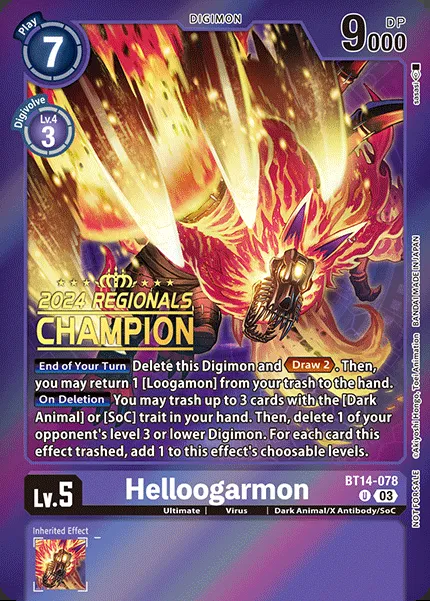 DIGIMON
Play
7
9000
DP
Digivolve
Lv.4
3
sasasi
2024 REGIONALS
CHAMPION
End of Your Turn Delete this Digimon and Draw 2. Then,
you may return 1 [Loogamon] from your trash to the hand.
On Deletion You may trash up to 3 cards with the [Dark
Animal] or [SoC] trait in your hand. Then, delete 1 of your
opponent's level 3 or lower Digimon. For each card this
effect trashed, add 1 to this effect's choosable levels.
©Akiyoshi Hongo, Toei Animation BANDAI MADE IN JAPAN
NOT FOR SALE
Lv.5
Helloogarmon
BT14-078
U 03
Ultimate | Virus | Dark Animal/X Antibody/SoC
Inherited Effect
–